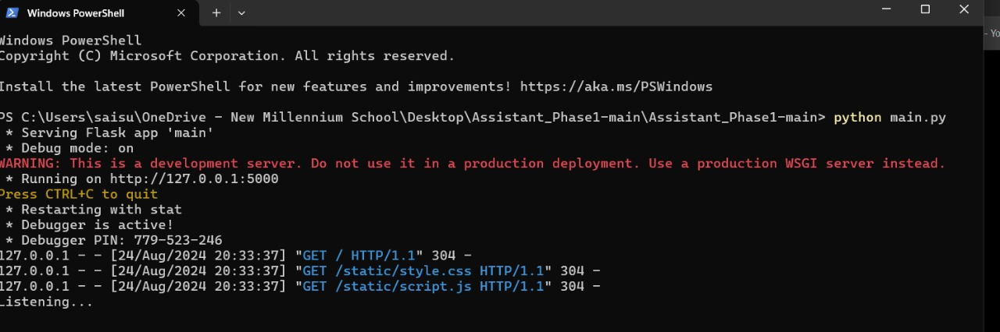 Windows PowerShell
Windows PowerShell
Copyright (C) Microsoft Corporation. All rights reserved.
Install the latest PowerShell for new features and improvements! https://aka.ms/PSWindows
PS C:\Users\saisu\OneDrive - New Millennium School\Desktop\Assistant_Phase1-main\Assistant_Phase1-main> python main.py
* Serving Flask app 'main'
* Debug mode: on
WARNING: This is a development server. Do not use it in a production deployment. Use a production WSGI server instead.
* Running on http://127.0.0.1:5000
Press CTRL+C to quit
* Restarting with stat
* Debugger is active!
* Debugger PIN: 779-523-246
127.0.0.1 - - [24/Aug/2024 20:33:37] "GET / HTTP/1.1" 304 -
127.0.0.1 - - [24/Aug/2024 20:33:37] "GET /static/style.css HTTP/1.1" 304 -
127.0.0.1 - - [24/Aug/2024 20:33:37] "GET /static/script.js HTTP/1.1" 304 -
Listening...